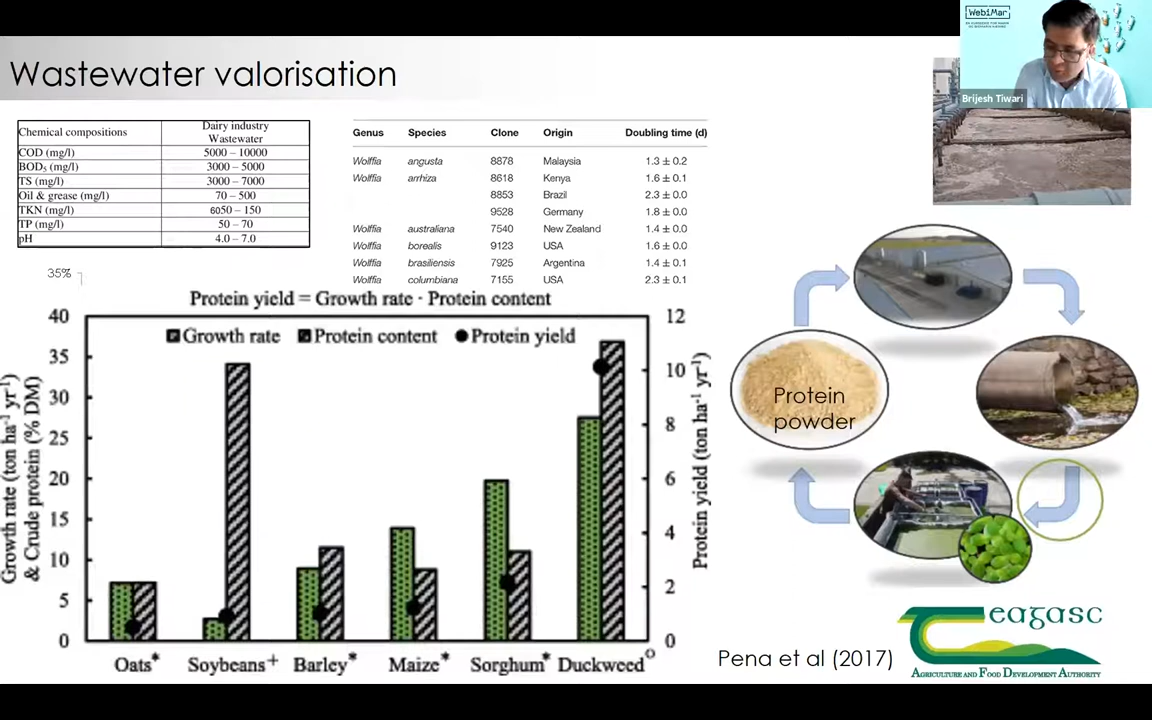 WebiMar
Brijesh Tiwari
Wastewater valorisation
Chemical compositions Dairy industry Wastewater
COD (mg/l) 5000 – 10000
BOD₅ (mg/l) 3000 – 5000
TS (mg/l) 3000 – 7000
Oil & grease (mg/l) 70 – 500
TKN (mg/l) 6050 – 150
TP (mg/l) 50 – 70
pH 4.0 – 7.0
Genus Species Clone Origin Doubling time (d)
Wolffia angusta 8878 Malaysia 1.3 ± 0.2
Wolffia arrhiza 8618 Kenya 1.6 ± 0.1
8853 Brazil 2.3 ± 0.0
9528 Germany 1.8 ± 0.0
Wolffia australiana 7540 New Zealand 1.4 ± 0.0
Wolffia borealis 9123 USA 1.6 ± 0.0
Wolffia brasiliensis 7925 Argentina 1.4 ± 0.1
Wolffia columbiana 7155 USA 2.3 ± 0.1
35%
Protein yield = Growth rate · Protein content
Growth rate Protein content Protein yield
Growth rate (ton ha⁻¹ yr⁻¹)
& Crude protein (% DM)
40
35
30
25
20
15
10
5
0
12
10
8
6
4
2
0
Protein yield (ton ha⁻¹ yr⁻¹)
Oats* Soybeans+ Barley* Maize* Sorghum* Duckweed°
Protein
powder
Pena et al (2017)
eagasc
AGRICULTURE AND FOOD DEVELOPMENT AUTHORITY